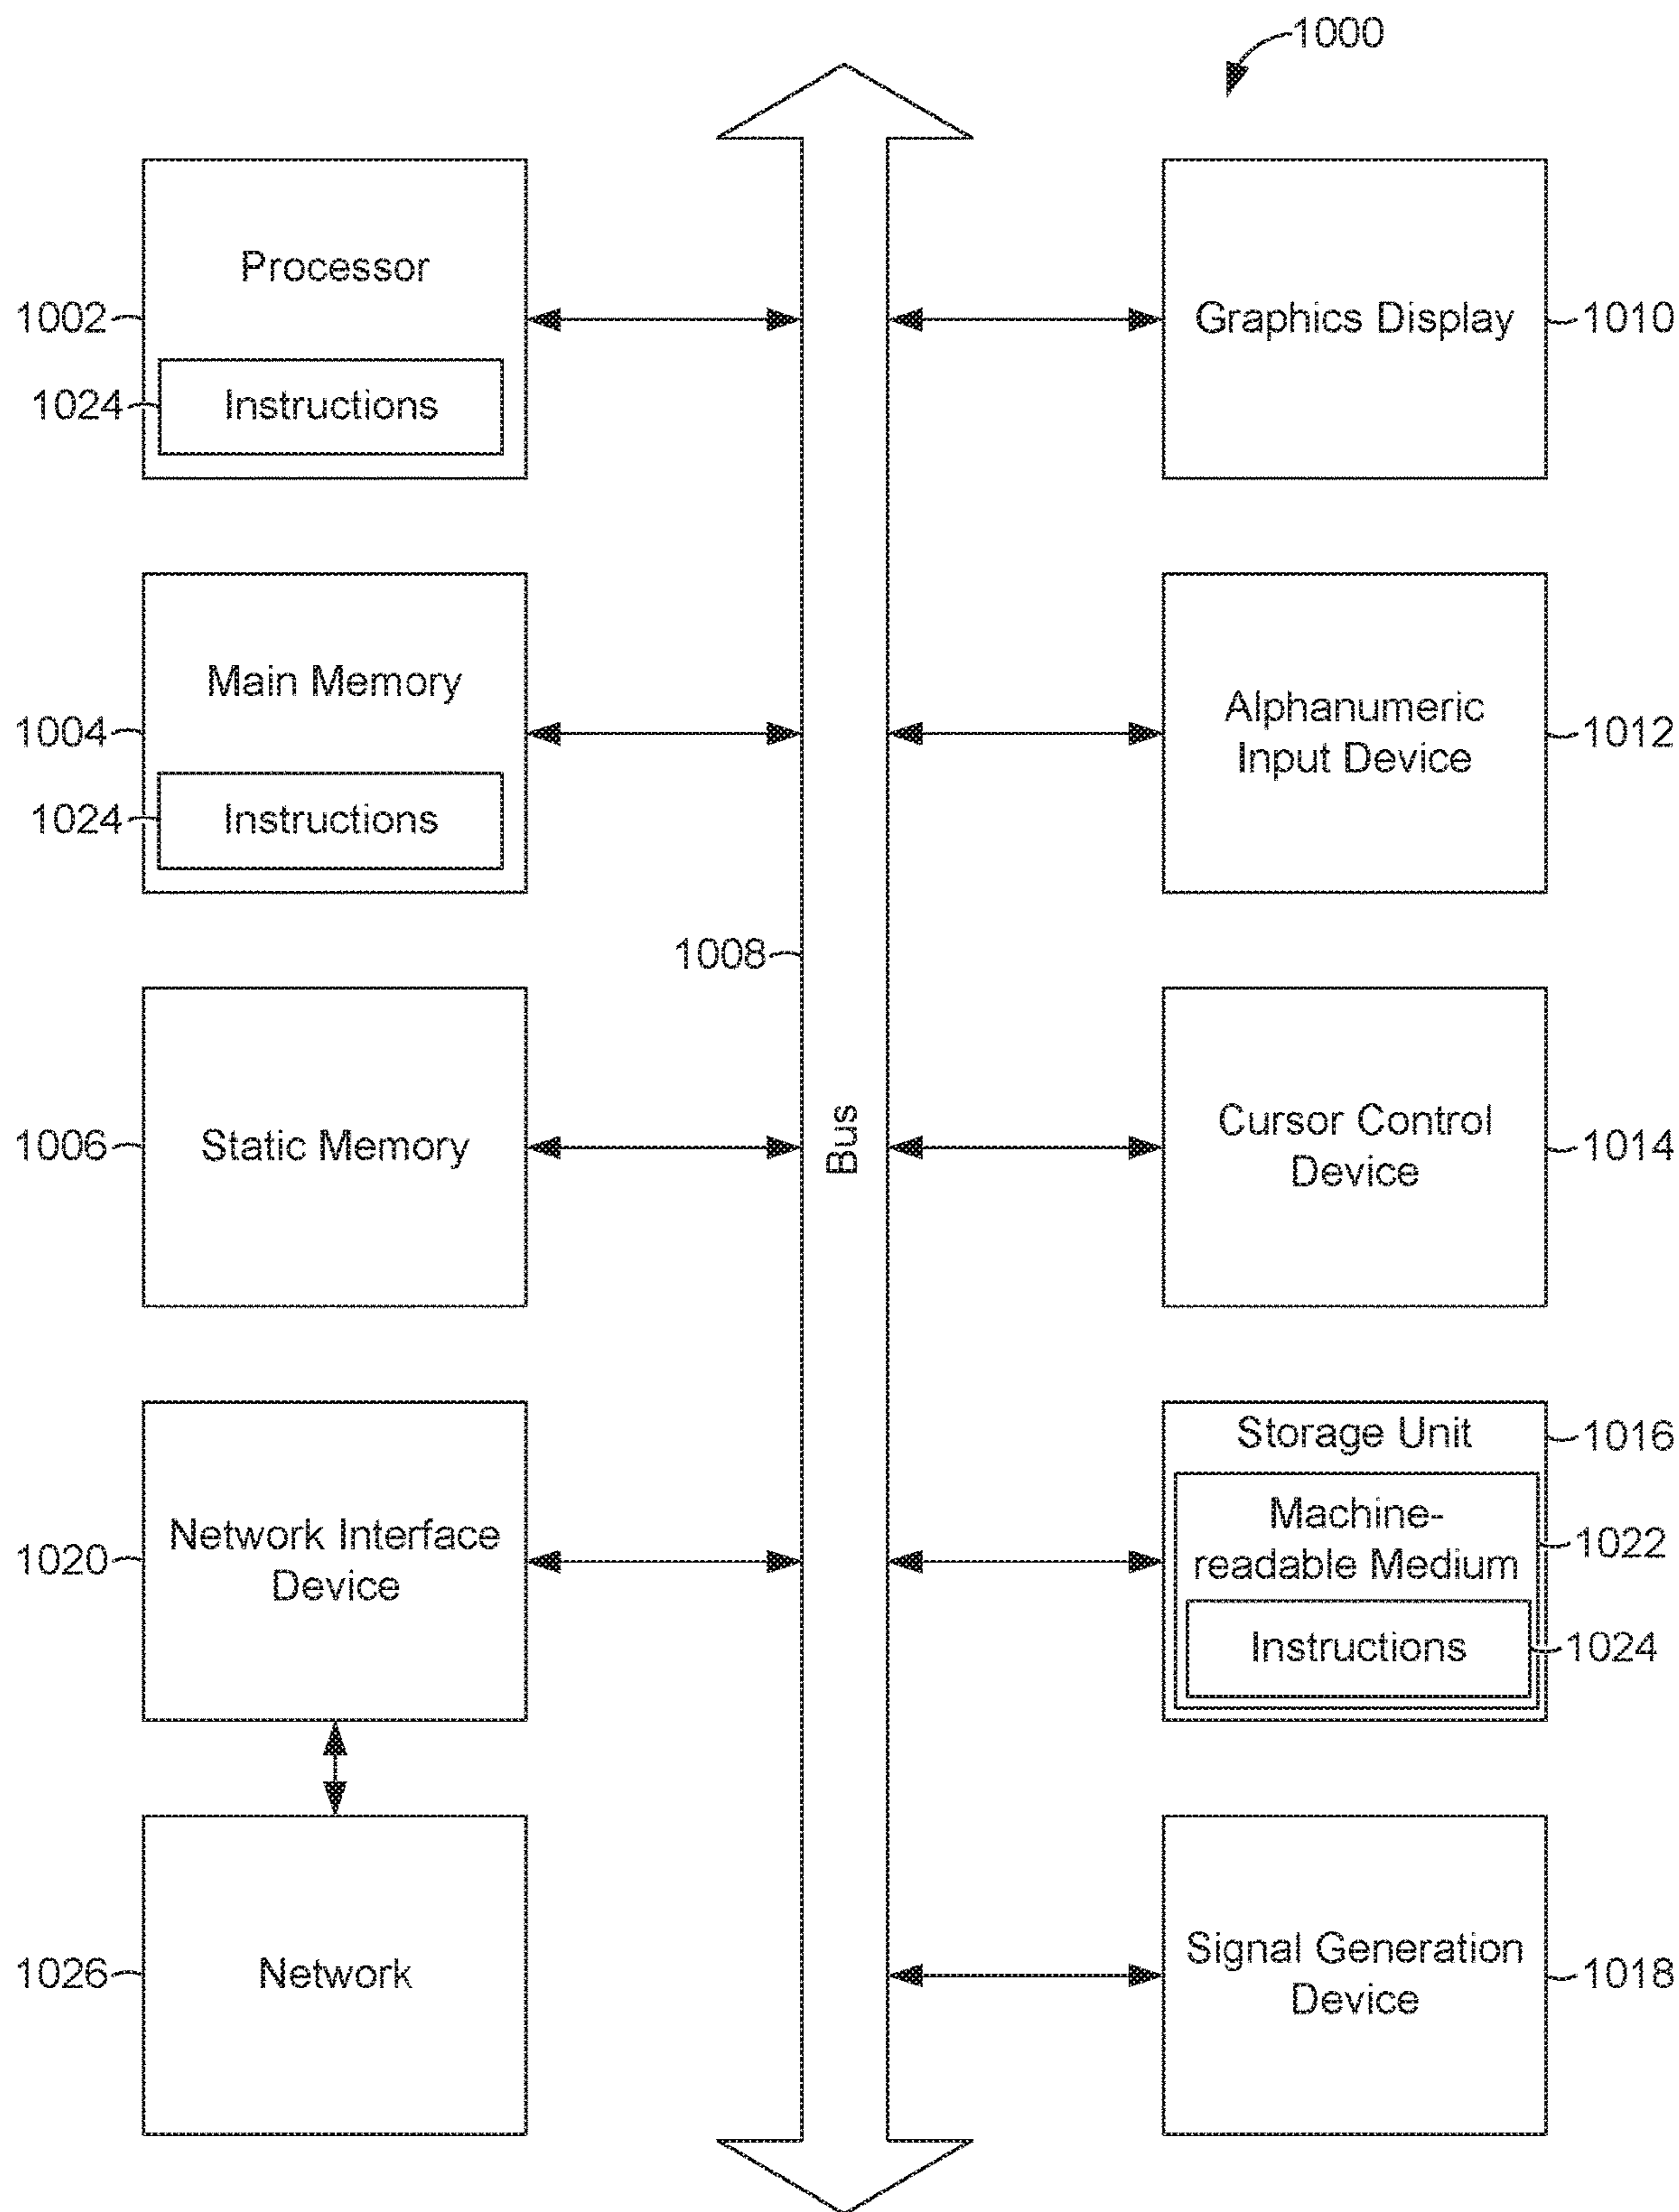 1000
Processor
1002
1024
Instructions
Graphics Display
1010
Main Memory
1004
1024
Instructions
Alphanumeric
Input Device
1012
1008
Bus
Static Memory
1006
Cursor Control
Device
1014
Network Interface
Device
1020
Storage Unit
1016
Machine-
readable Medium
1022
Instructions
1024
Network
1026
Signal Generation
Device
1018